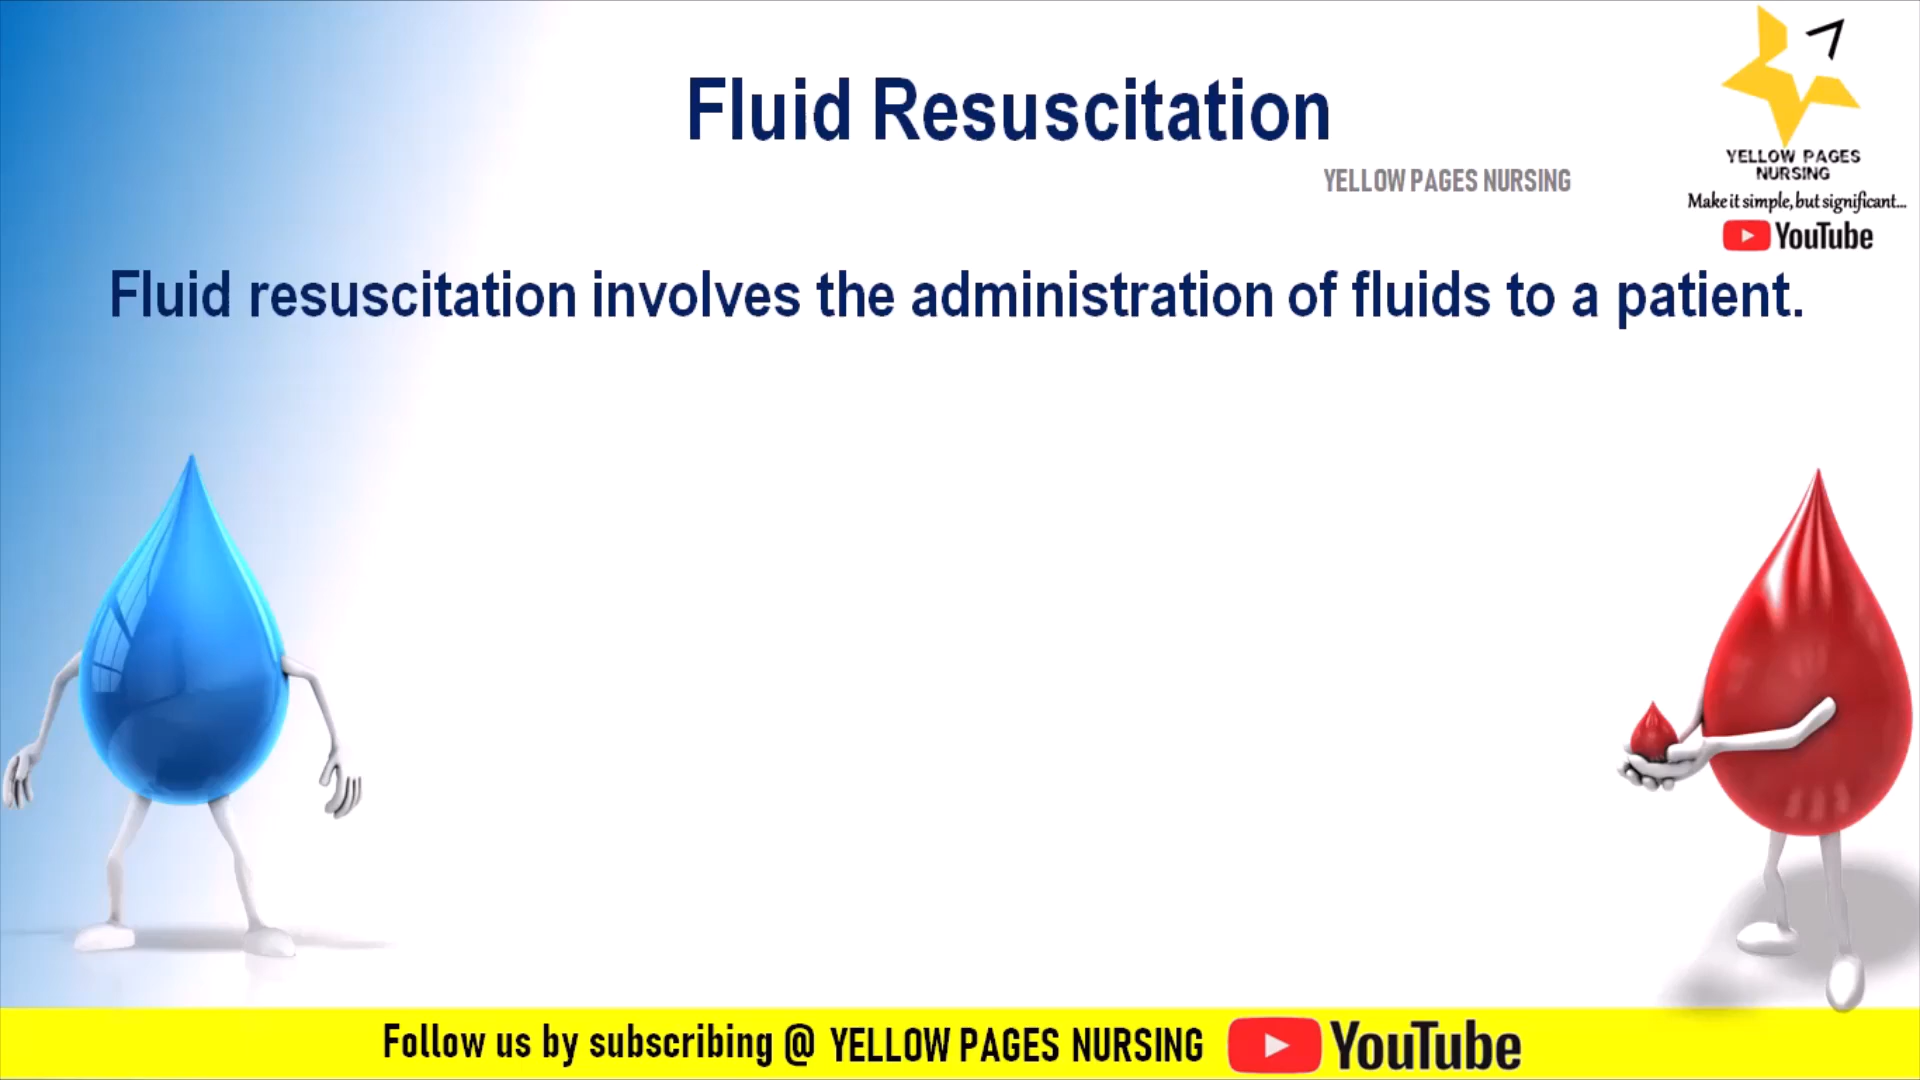 Fluid Resuscitation
YELLOW PAGES NURSING
YELLOW PAGES
NURSING
Make it simple, but significant...
YouTube
Fluid resuscitation involves the administration of fluids to a patient.
Follow us by subscribing @ YELLOW PAGES NURSING YouTube